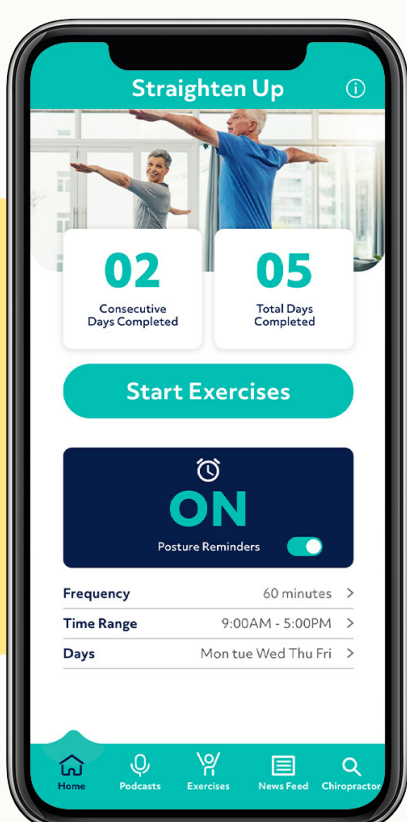 Straighten Up
02
Consecutive
Days Completed
05
Total Days
Completed
Start Exercises
ON
Posture Reminders
Frequency 60 minutes >
Time Range 9:00AM - 5:00PM >
Days Mon tue Wed Thu Fri >
Home Podcasts Exercises News Feed Chiropractor